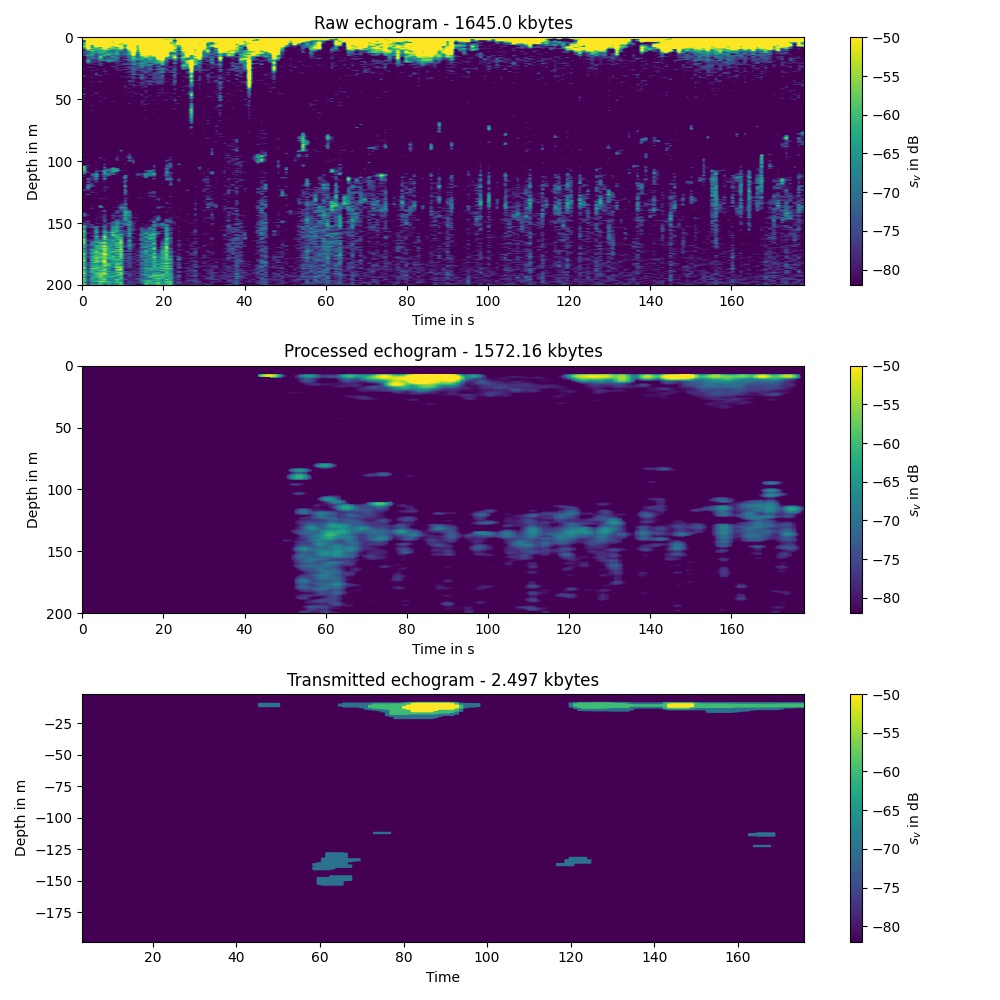 Raw echogram - 1645.0 kbytes
0
50
100
150
200
Depth in m
0 20 40 60 80 100 120 140 160
Time in s
−50
−55
−60
−65
−70
−75
−80
sv in dB
Processed echogram - 1572.16 kbytes
0
50
100
150
200
Depth in m
0 20 40 60 80 100 120 140 160
Time in s
−50
−55
−60
−65
−70
−75
−80
sv in dB
Transmitted echogram - 2.497 kbytes
−25
−50
−75
−100
−125
−150
−175
Depth in m
20 40 60 80 100 120 140 160
Time
−50
−55
−60
−65
−70
−75
−80
sv in dB